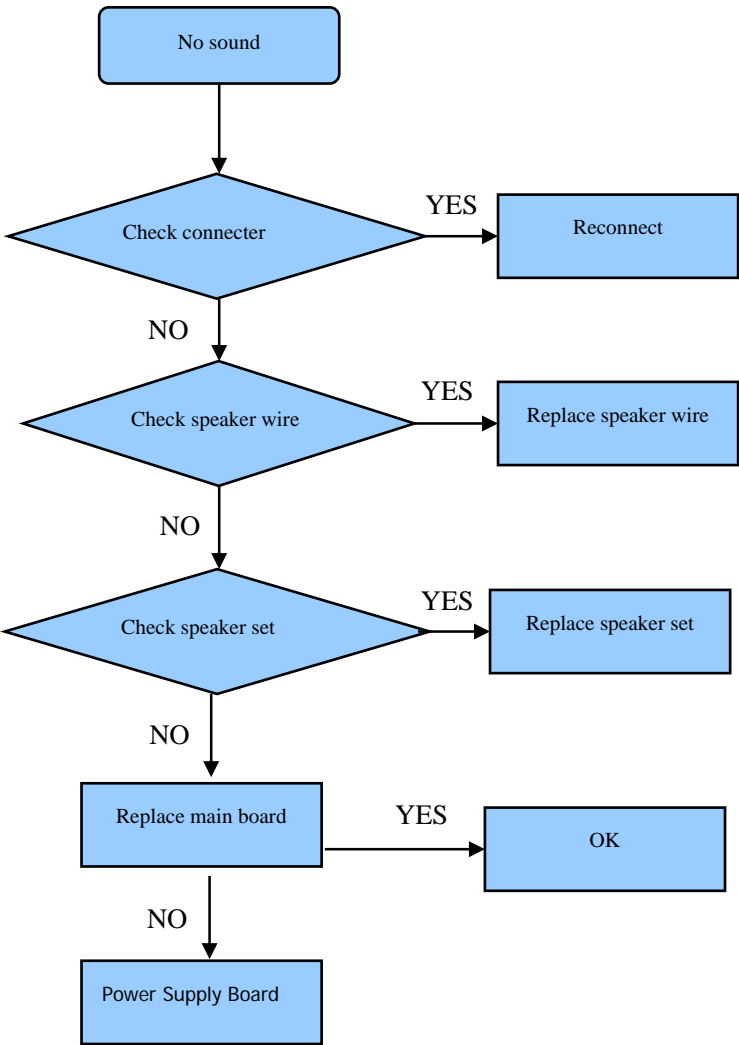 No sound
Check connecter
YES
Reconnect
NO
Check speaker wire
YES
Replace speaker wire
NO
Check speaker set
YES
Replace speaker set
NO
Replace main board
YES
OK
NO
Power Supply Board